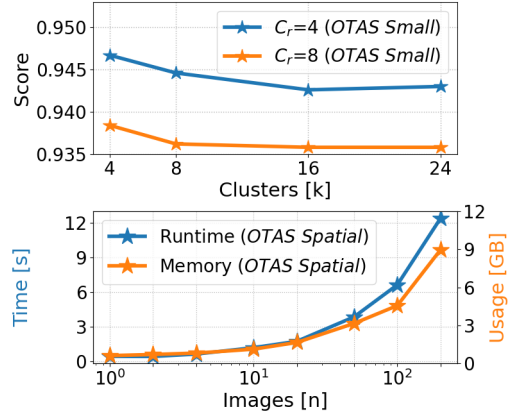 0.950
0.945
0.940
0.935
Score
C_r=4 (OTAS Small)
C_r=8 (OTAS Small)
4 8 16 24
Clusters [k]
12
9
6
3
0
Time [s]
Runtime (OTAS Spatial)
Memory (OTAS Spatial)
12
9
6
3
0
Usage [GB]
10^0 10^1 10^2
Images [n]